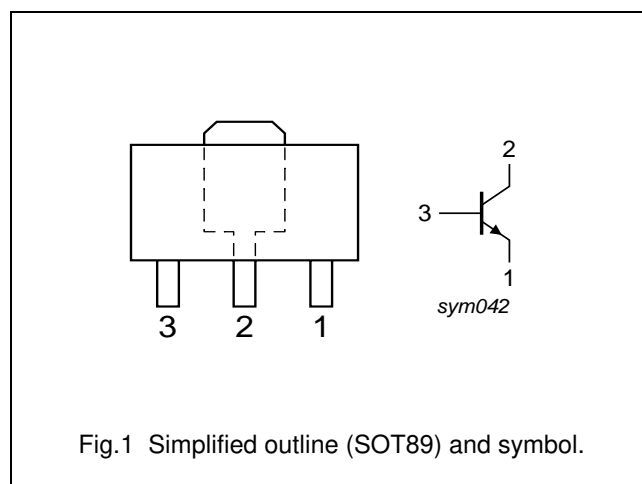 2
3
1
sym042
3 2 1
Fig.1 Simplified outline (SOT89) and symbol.